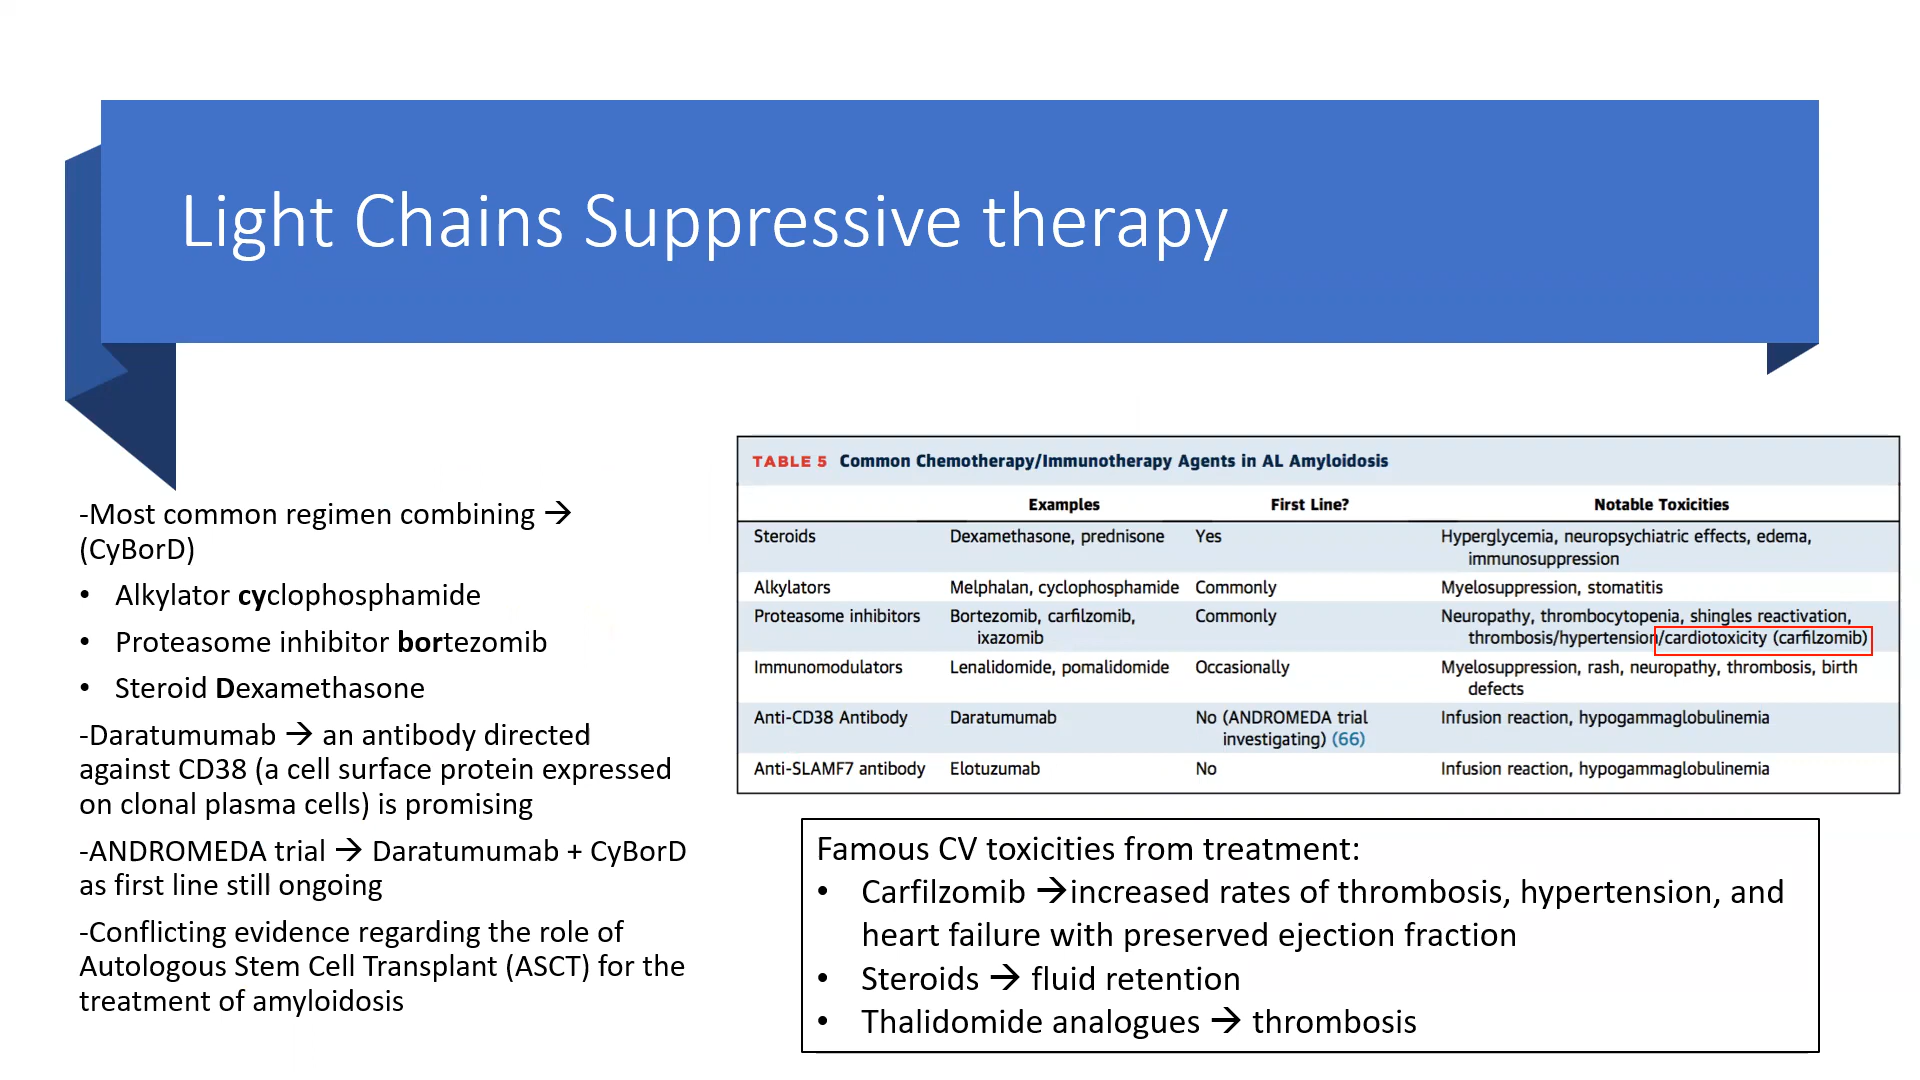 Light Chains Suppressive therapy
-Most common regimen combining →
(CyBorD)
• Alkylator cyclophosphamide
• Proteasome inhibitor bortezomib
• Steroid Dexamethasone
-Daratumumab → an antibody directed
against CD38 (a cell surface protein expressed
on clonal plasma cells) is promising
-ANDROMEDA trial → Daratumumab + CyBorD
as first line still ongoing
-Conflicting evidence regarding the role of
Autologous Stem Cell Transplant (ASCT) for the
treatment of amyloidosis
TABLE 5 Common Chemotherapy/Immunotherapy Agents in AL Amyloidosis
Examples First Line? Notable Toxicities
Steroids Dexamethasone, prednisone Yes Hyperglycemia, neuropsychiatric effects, edema,
immunosuppression
Alkylators Melphalan, cyclophosphamide Commonly Myelosuppression, stomatitis
Proteasome inhibitors Bortezomib, carfilzomib, Commonly Neuropathy, thrombocytopenia, shingles reactivation,
ixazomib thrombosis/hypertension/cardiotoxicity (carfilzomib)
Immunomodulators Lenalidomide, pomalidomide Occasionally Myelosuppression, rash, neuropathy, thrombosis, birth
defects
Anti-CD38 Antibody Daratumumab No (ANDROMEDA trial Infusion reaction, hypogammaglobulinemia
investigating) (66)
Anti-SLAMF7 antibody Elotuzumab No Infusion reaction, hypogammaglobulinemia
Famous CV toxicities from treatment:
• Carfilzomib →increased rates of thrombosis, hypertension, and
heart failure with preserved ejection fraction
• Steroids → fluid retention
• Thalidomide analogues → thrombosis